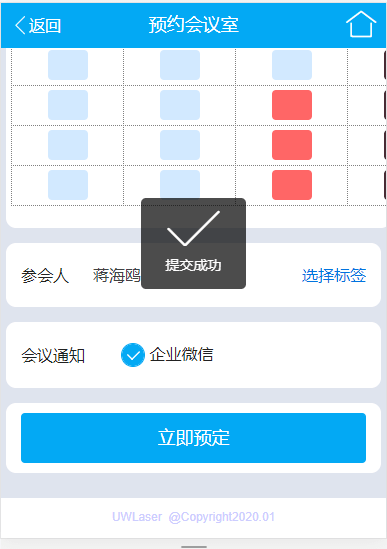 返回 预约会议室
提交成功
参会人 蒋海鸥 选择标签
会议通知 企业微信
立即预定
UWLaser @Copyright2020.01